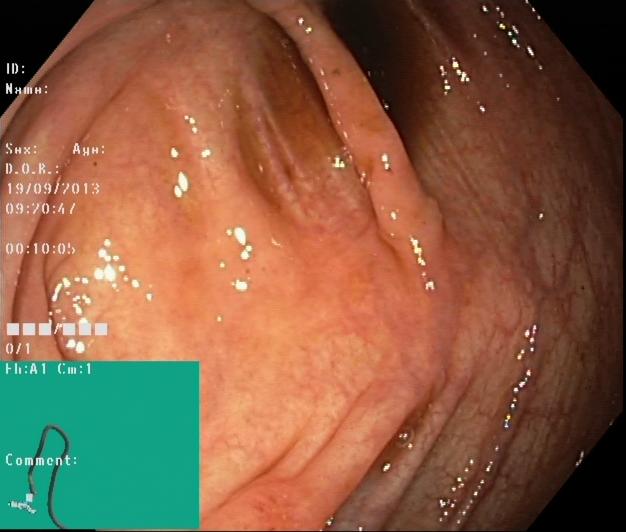 ID:
Name:
Sex: Age:
D.O.R.:
19/09/2013
09:20:47
00:10:05
0/1
Eh:A1 Cm:1
Comment: